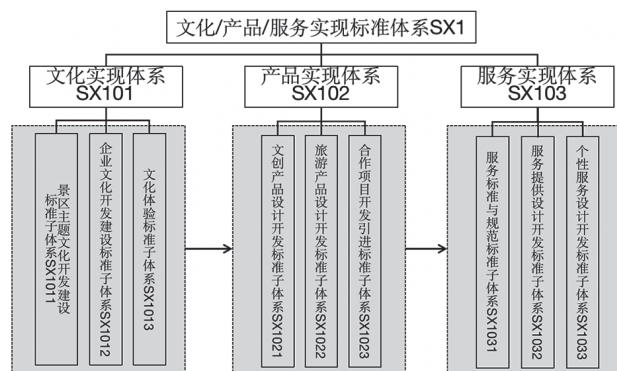 文化/产品/服务实现标准体系SX1
文化实现体系
SX101
产品实现体系
SX102
服务实现体系
SX103
景区主题文化开发建设
标准子体系SX1011
企业文化开发建设标准子体系SX1012
文化体验标准子体系SX1013
文创产品设计开发标准子体系SX1021
旅游产品设计开发标准子体系SX1022
合作项目开发引进标准子体系SX1023
服务标准与规范标准子体系SX1031
服务提供设计开发标准子体系SX1032
个性服务设计开发标准子体系SX1033